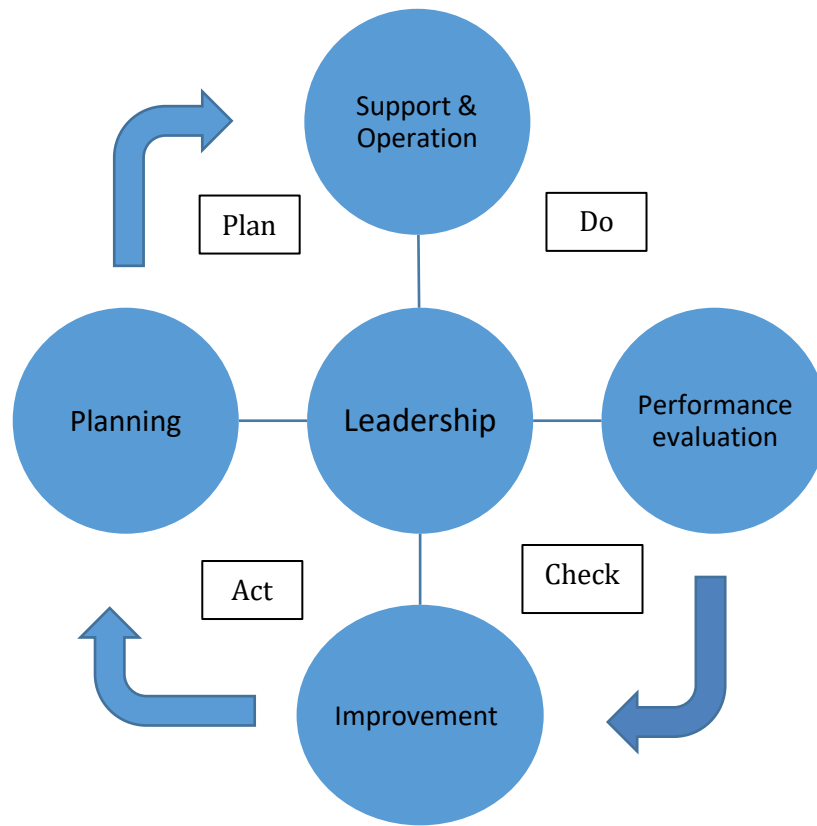 Support &
Operation
Plan
Do
Planning
Leadership
Performance
evaluation
Act
Check
Improvement